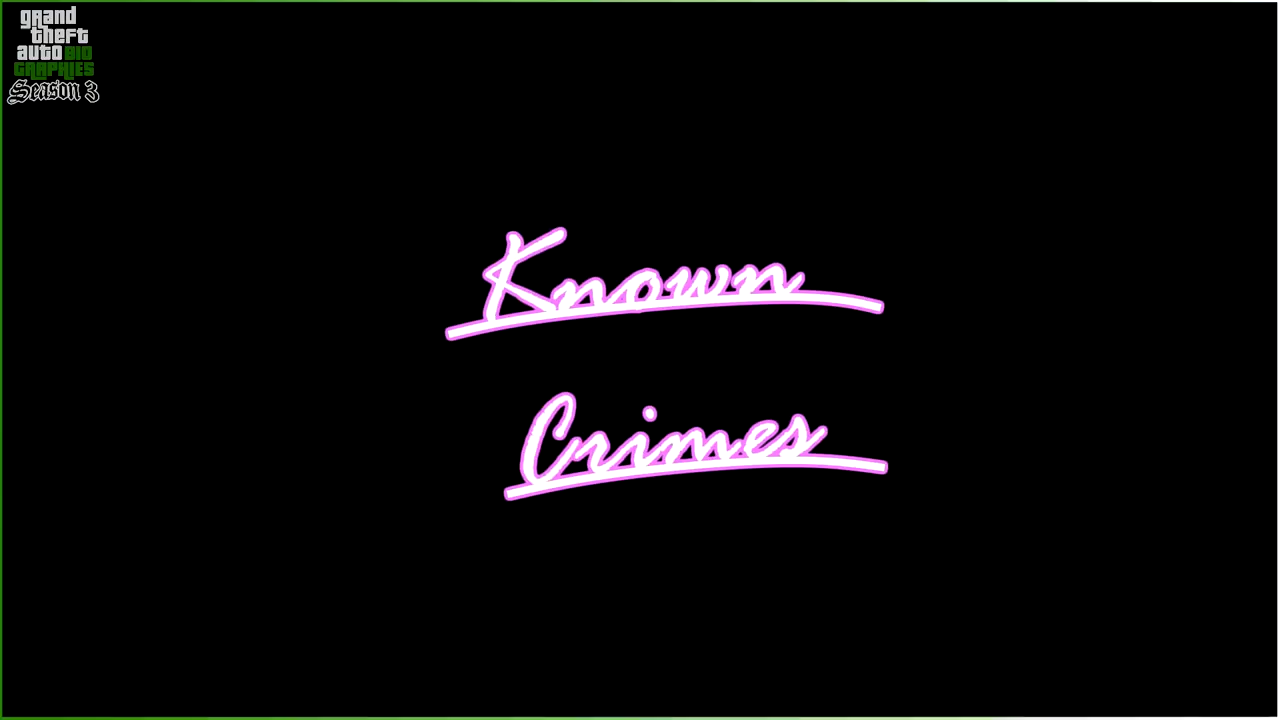 grand
theft
auto BIO
GRAPHIES
Season 3
Known
Crimes